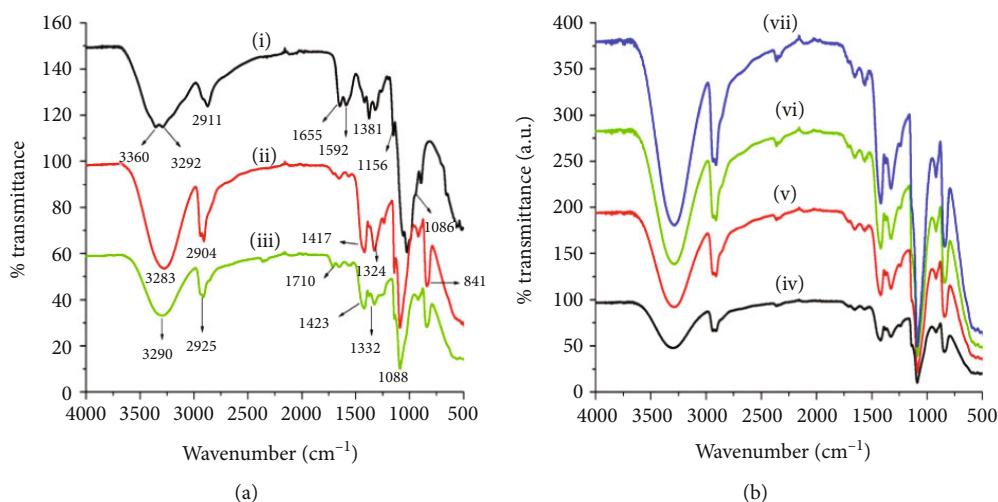 160
140
120
100
80
60
40
20
0
% transmittance
(i)
2911
3360
3292
1655
1592
1381
1156
(ii)
1086
3283
2904
(iii)
1417
1324
841
1710
3290
2925
1423
1332
1088
4000 3500 3000 2500 2000 1500 1000 500
Wavenumber (cm⁻¹)
(a)
400
350
300
250
200
150
100
50
0
% transmittance (a.u.)
(vii)
(vi)
(v)
(iv)
4000 3500 3000 2500 2000 1500 1000 500
Wavenumber (cm⁻¹)
(b)